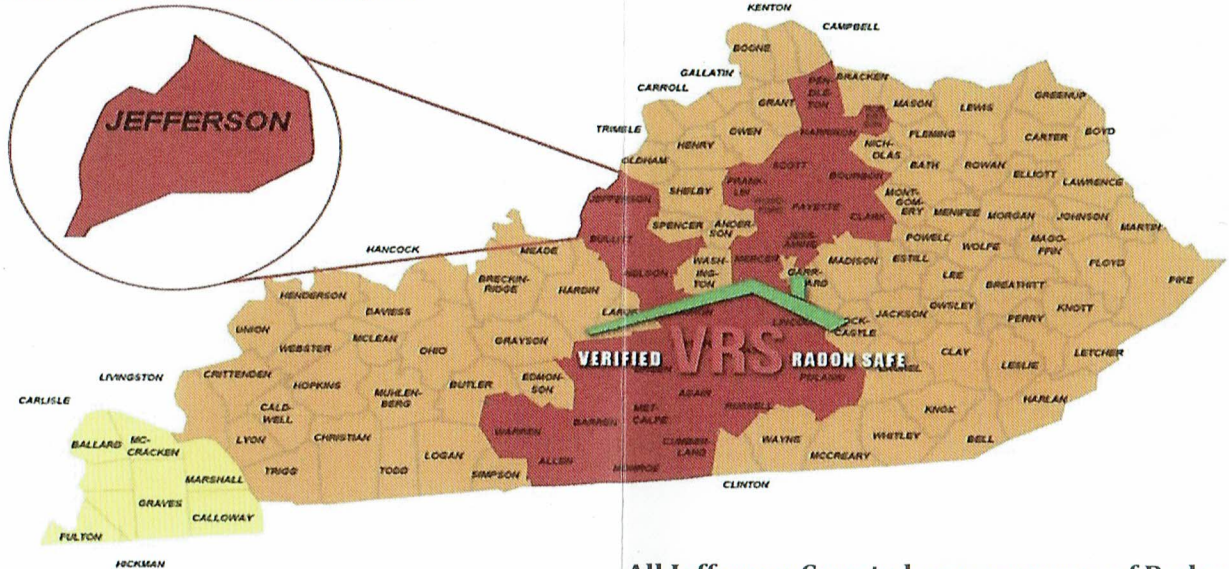 KENTON
CAMPBELL
BOONE
GALLATIN
PEN-
DLE-
TON
BRACKEN
CARROLL
GRANT
MASON
LEWIS
GREENUP
TRIMBLE
OWEN
HARRISON
FLEMING
CARTER
BOYD
HENRY
NICH-
OLAS
OLDHAM
SCOTT
BATH
ROWAN
ELLIOTT
SHELBY
FRANK-
LIN
BOURBON
LAWRENCE
JEFFERSON
JEFFERSON
MONT-
GOM-
ERY
MENIFEE
MORGAN
JOHNSON
MARTIN
FAYETTE
CLARK
SPENCER
ANDER-
SON
POWELL
WOLFE
MAGO-
FFIN
BULLITT
HANCOCK
MEADE
JESS-
AMINE
MERCER
MADISON
ESTILL
LEE
FLOYD
PIKE
NELSON
WASH-
INGTON
GARR-
ARD
BREATHITT
BRECKIN-
RIDGE
HARDIN
HENDERSON
DAVIESS
LARUE
LINCOLN
ROCK-
CASTLE
JACKSON
OWSLEY
PERRY
KNOTT
UNION
WEBSTER
MCLEAN
OHIO
GRAYSON
VERIFIED VRS RADON SAFE
CLAY
LESLIE
LETCHER
LIVINGSTON
CRITTENDEN
HOPKINS
MUHLEN-
BERG
BUTLER
EDMON-
SON
PULASKI
HARLAN
CARLISLE
CALD-
WELL
WARREN
BARREN
MET-
CALFE
ADAIR
RUSSELL
KNOX
BALLARD
MC-
CRACKEN
LYON
CHRISTIAN
LOGAN
ALLEN
CUMBER-
LAND
WAYNE
WHITLEY
BELL
MCCREARY
MARSHALL
TRIGG
TODD
SIMPSON
MONROE
CLINTON
GRAVES
CALLOWAY
FULTON
HICKMAN